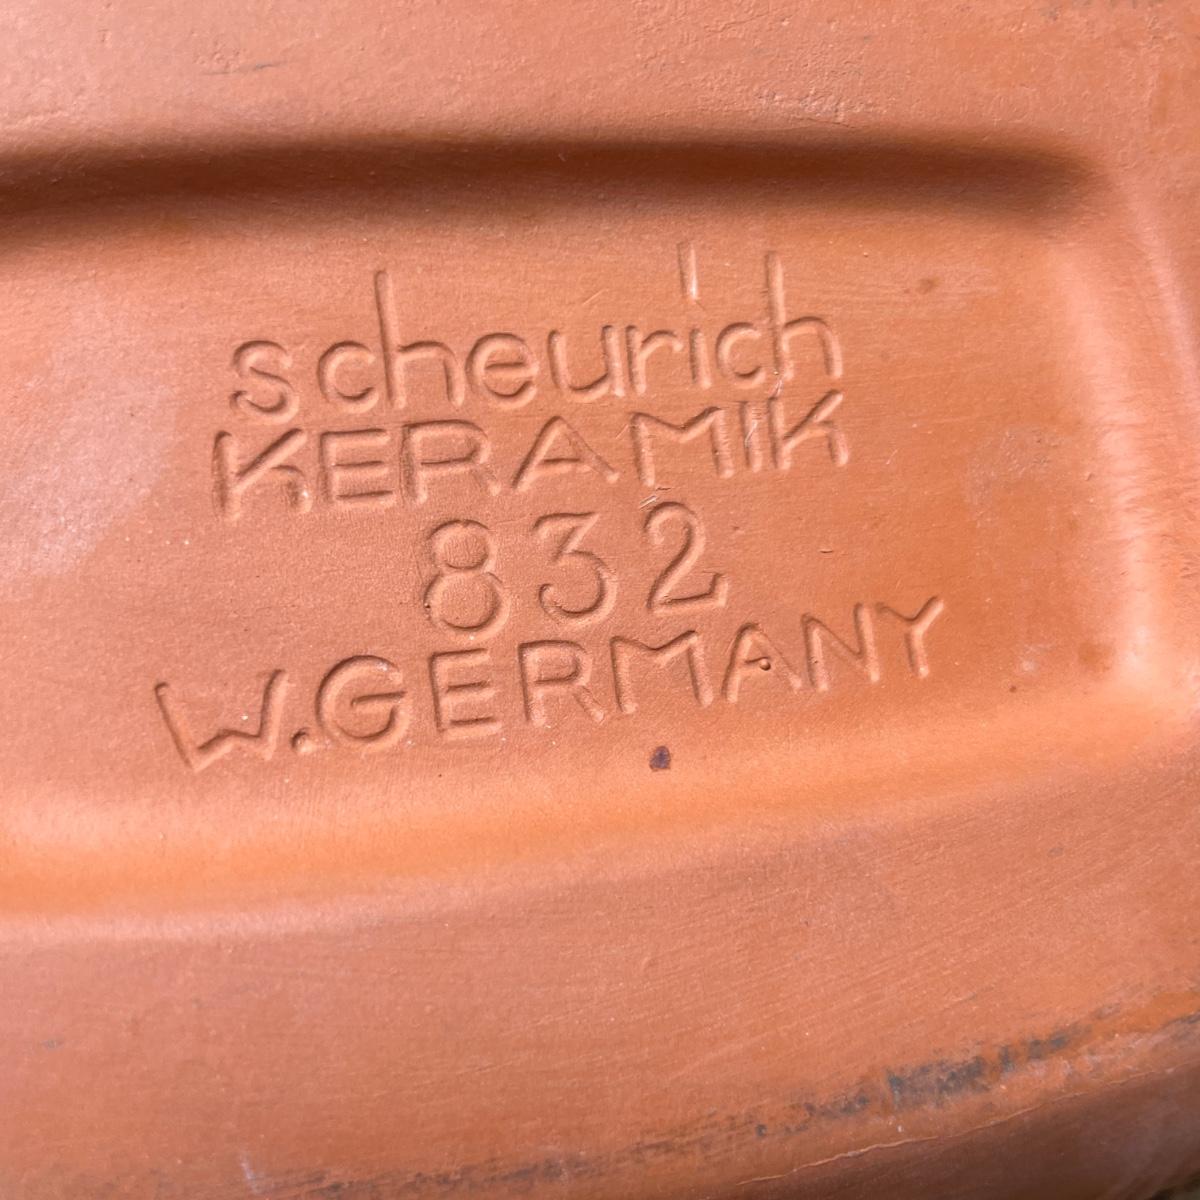 scheurich
KERAMIK
832
W.GERMANY